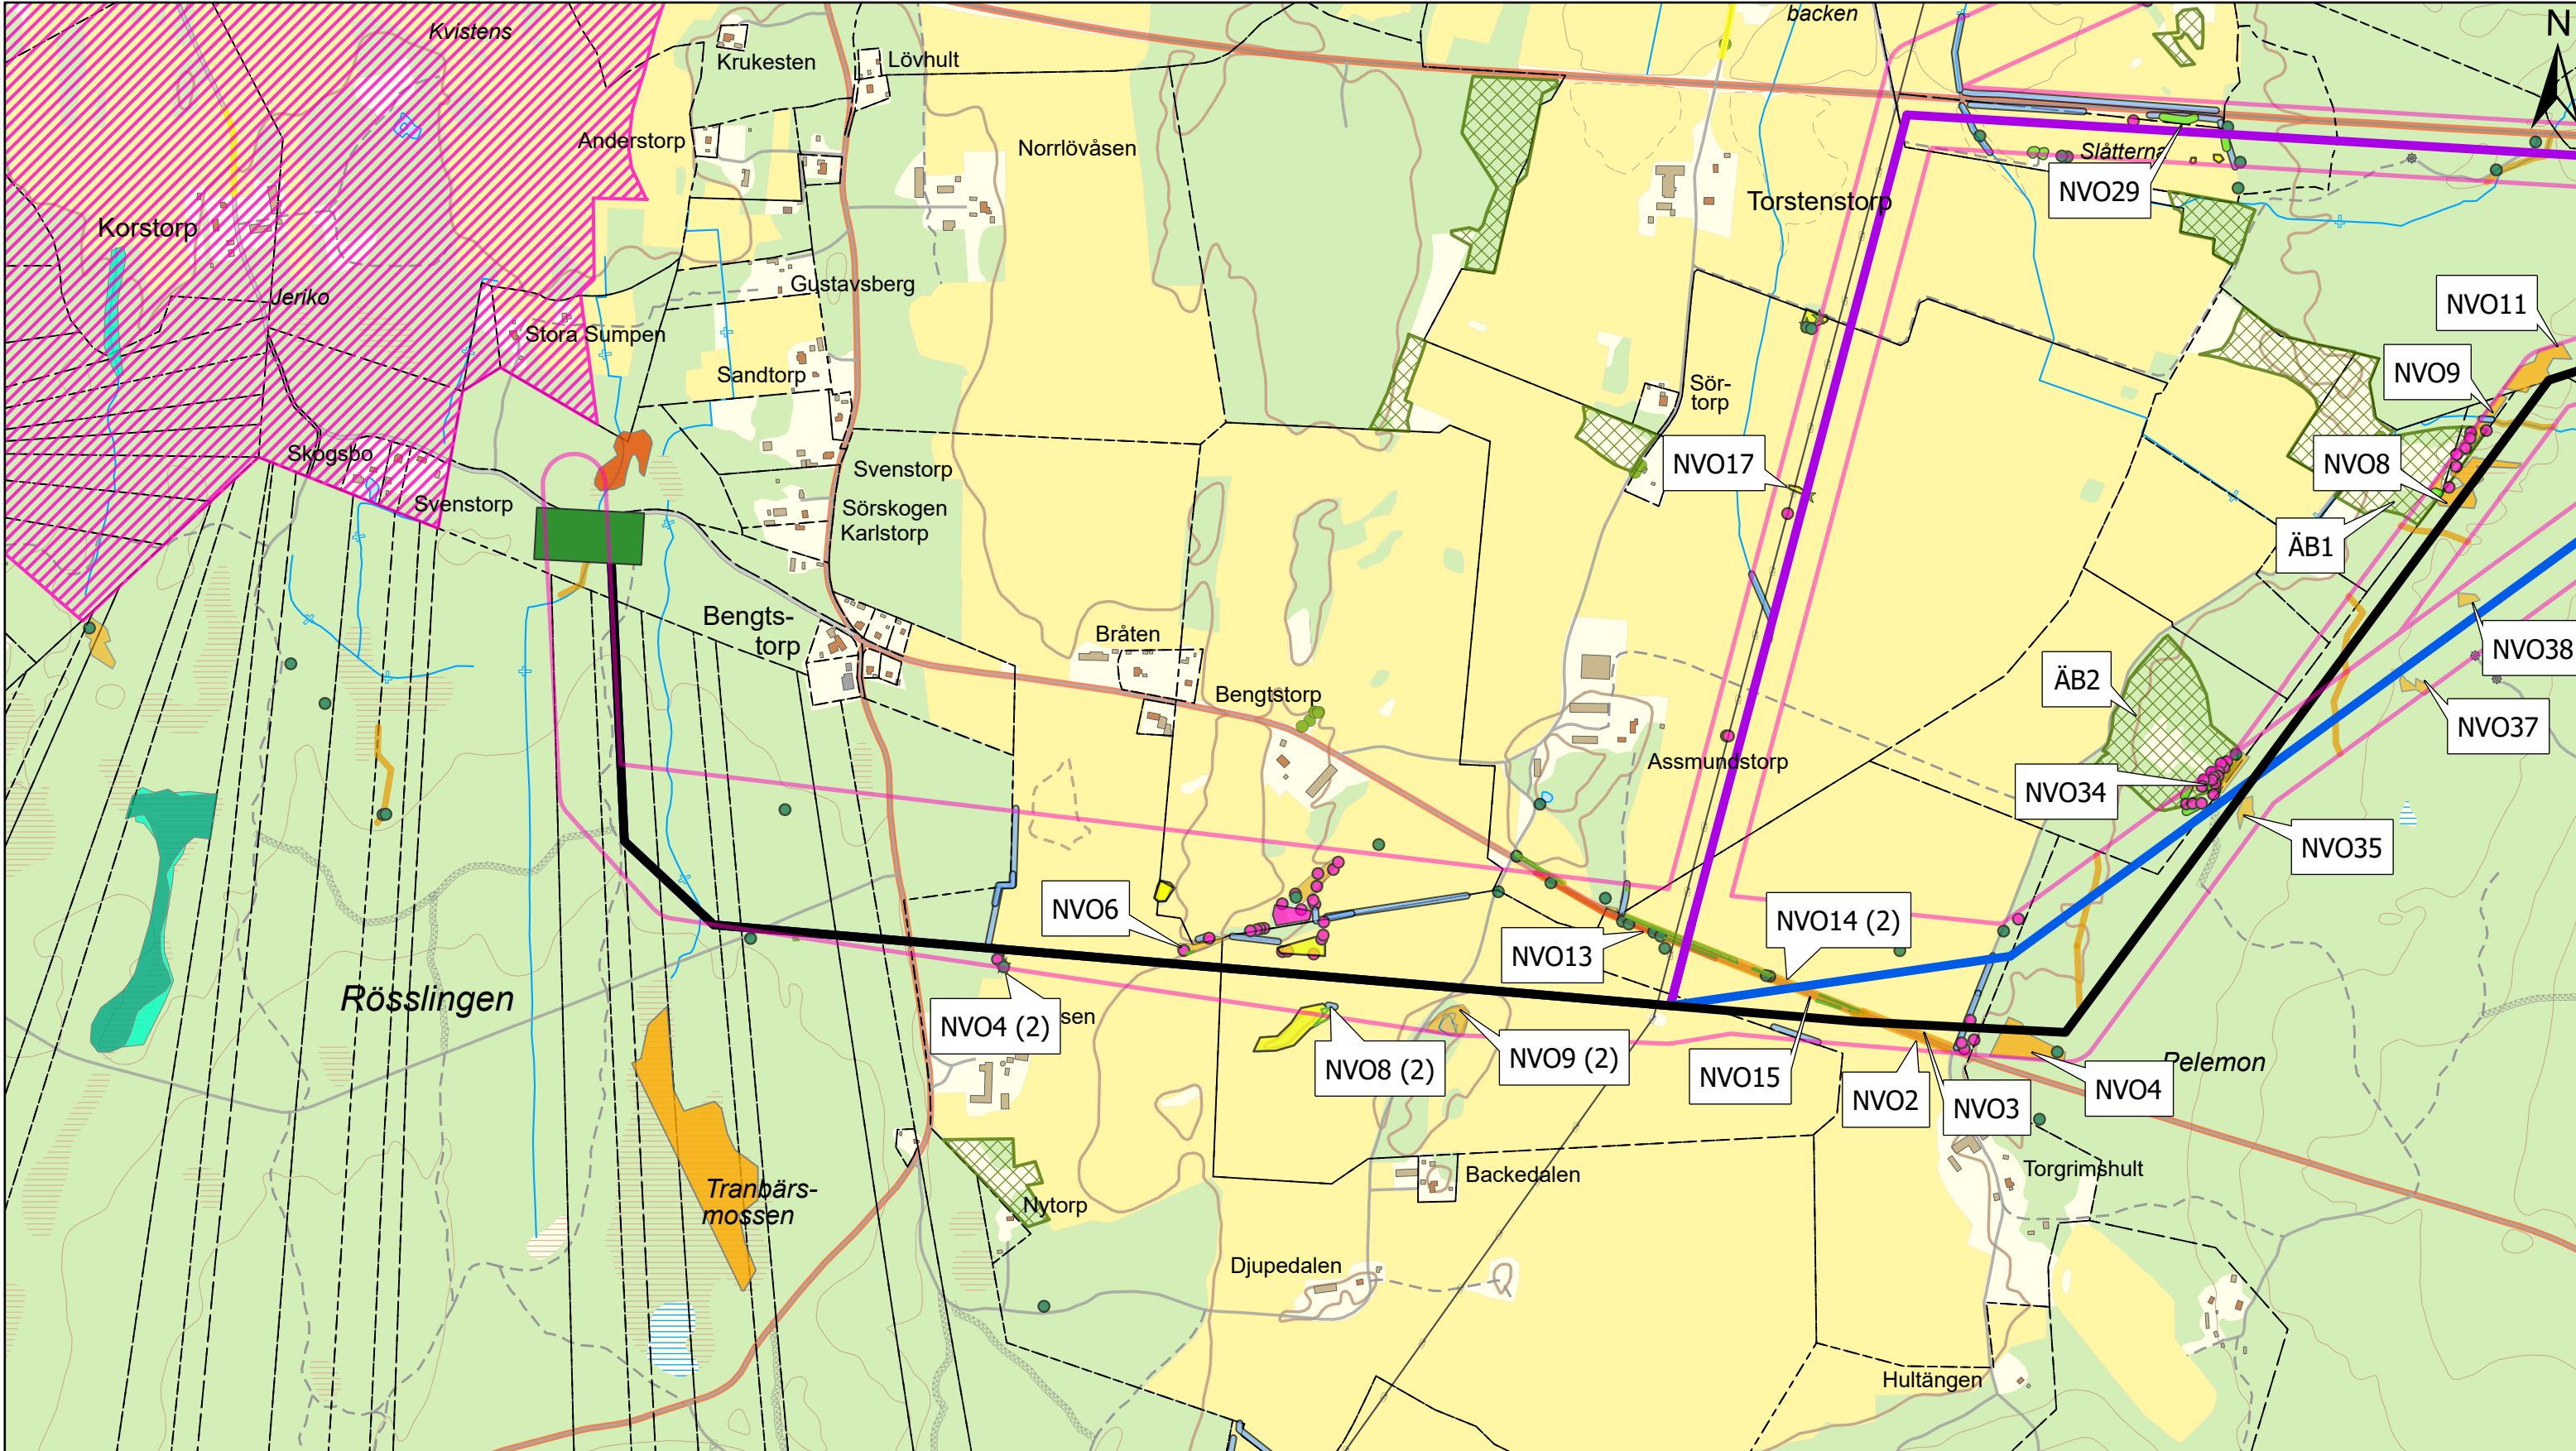 Kvistens
backen
N
Krukesten
Lövhult
Anderstorp
Norrlövåsen
Slåtterna
NVO29
Torstenstorp
Korstorp
Gustavsberg
Jeriko
NVO11
Stora Sumpen
Sandtorp
NVO9
Sör-
torp
Skogsbo
Svenstorp
NVO17
NVO8
Svenstorp
Sörskogen
Karlstorp
ÄB1
Bengts-
torp
Bråten
NVO38
ÄB2
Bengtstorp
NVO37
Assmundstorp
NVO34
NVO35
NVO6
NVO14 (2)
NVO13
Rösslingen
NVO4 (2)
sen
NVO8 (2)
NVO9 (2)
NVO15
NVO2
NVO3
NVO4
Pelemon
Tranbärs-
mossen
Nytorp
Backedalen
Torgrimshult
Djupedalen
Hultängen